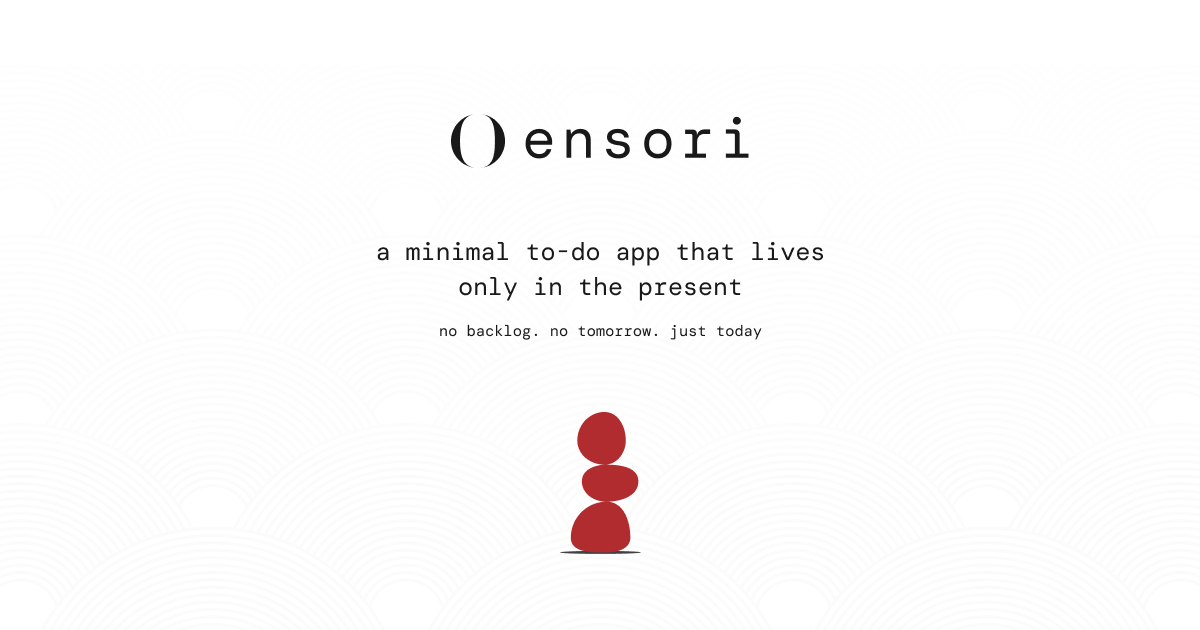 ensori
a minimal to-do app that lives
only in the present
no backlog. no tomorrow. just today